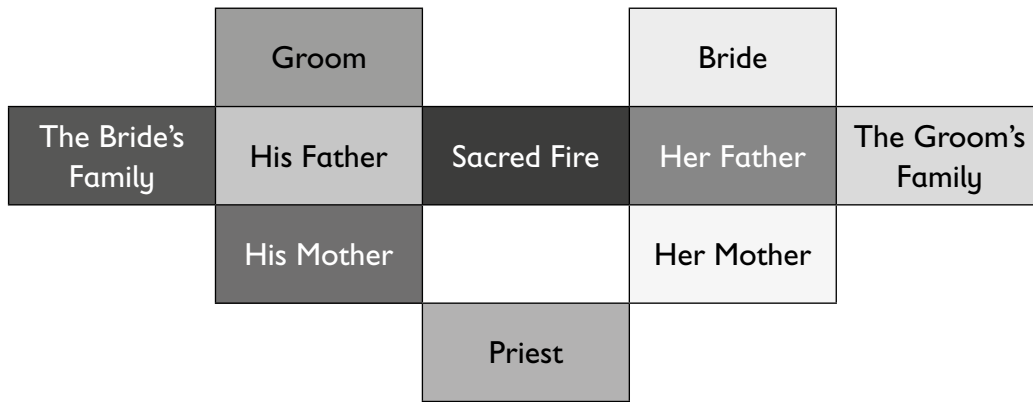 Groom
Bride
The Bride's
Family
His Father
Sacred Fire
Her Father
The Groom's
Family
His Mother
Her Mother
Priest